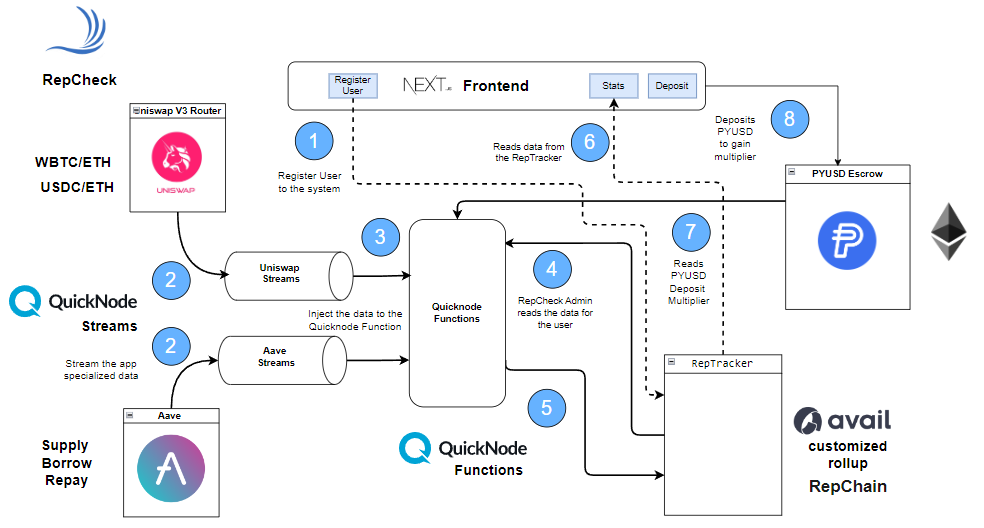 RepCheck
Register
User
NEXT.JS Frontend
Stats
Deposit
Uniswap V3 Router
UNISWAP
WBTC/ETH
USDC/ETH
1
Register User
to the system
6
Reads data from
the RepTracker
Deposits
PYUSD
to gain
multiplier
8
PYUSD Escrow
2
Uniswap
Streams
3
Quicknode
Functions
4
RepCheck Admin
reads the data for
the user
7
Reads
PYUSD
Deposit
Multiplier
QuickNode
Streams
Inject the data to the
Quicknode Function
2
Aave
Streams
Stream the app
specialized data
5
RepTracker
Aave
Supply
Borrow
Repay
QuickNode
Functions
avail
customized
rollup
RepChain